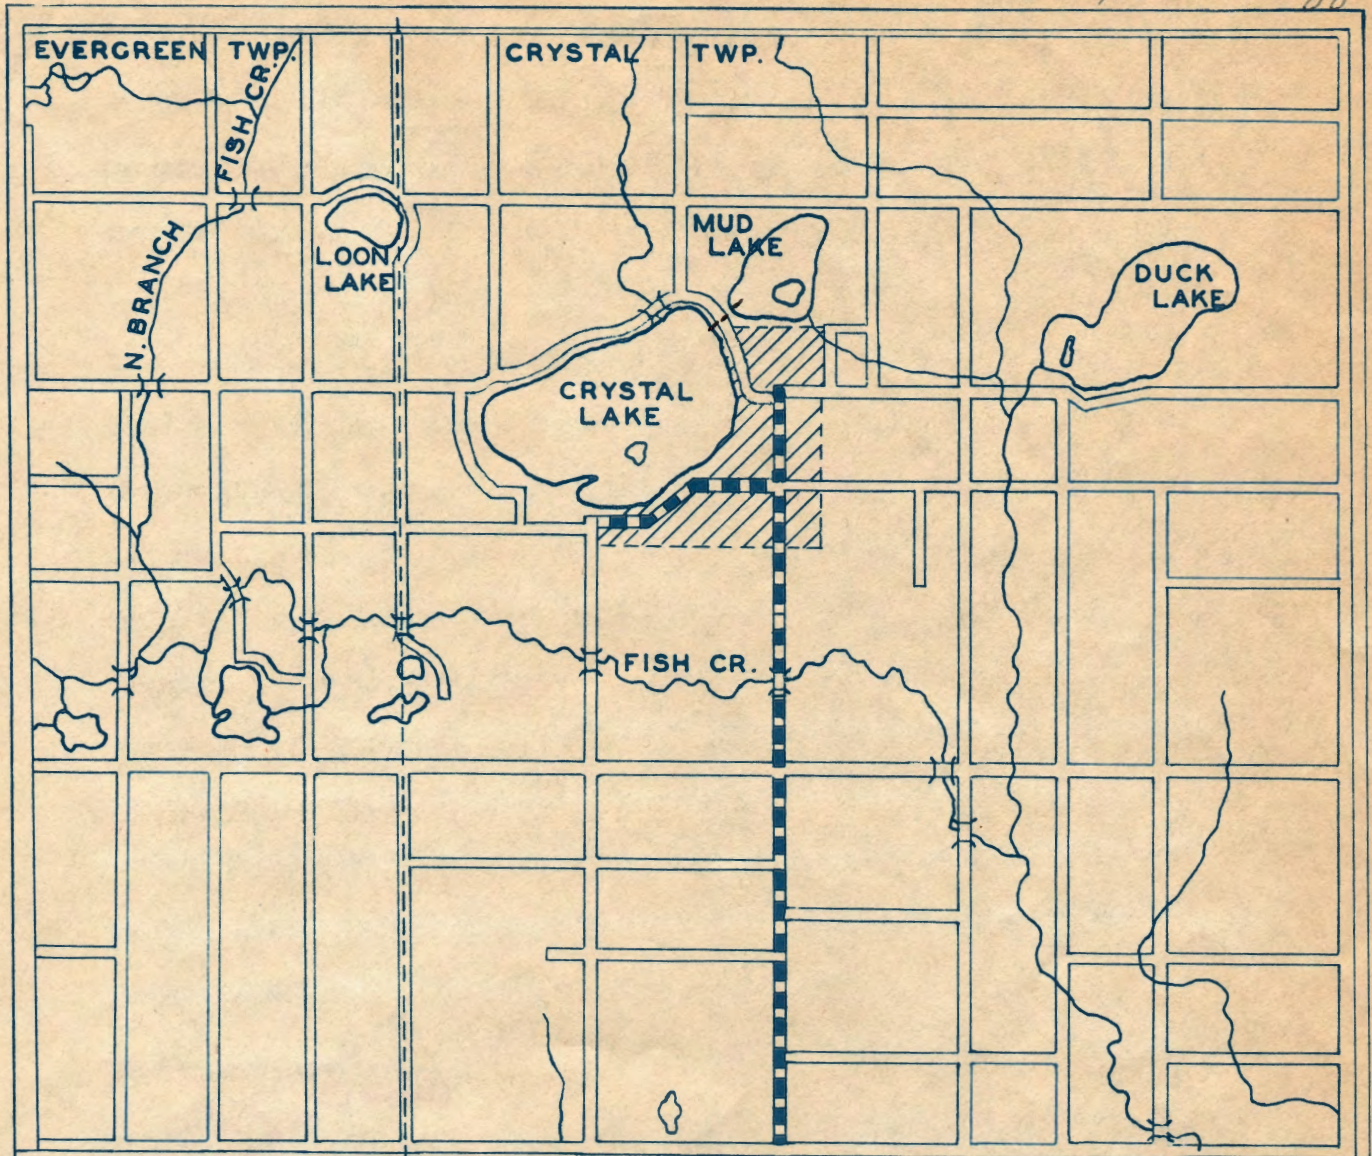 EVERGREEN TWP.
CRYSTAL TWP.
FISH CR.
N. BRANCH
LOON
LAKE
MUD
LAKE
DUCK
LAKE
CRYSTAL
LAKE
FISH CR.